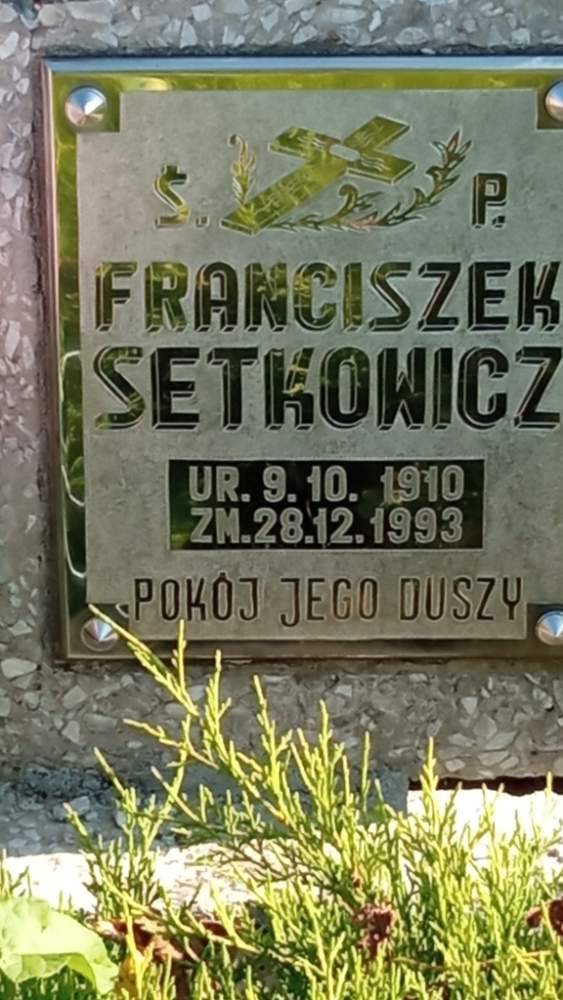 Ś. P.
FRANCISZEK
SETKOWICZ
UR. 9. 10. 1910
ZM. 28.12.1993
POKÓJ JEGO DUSZY